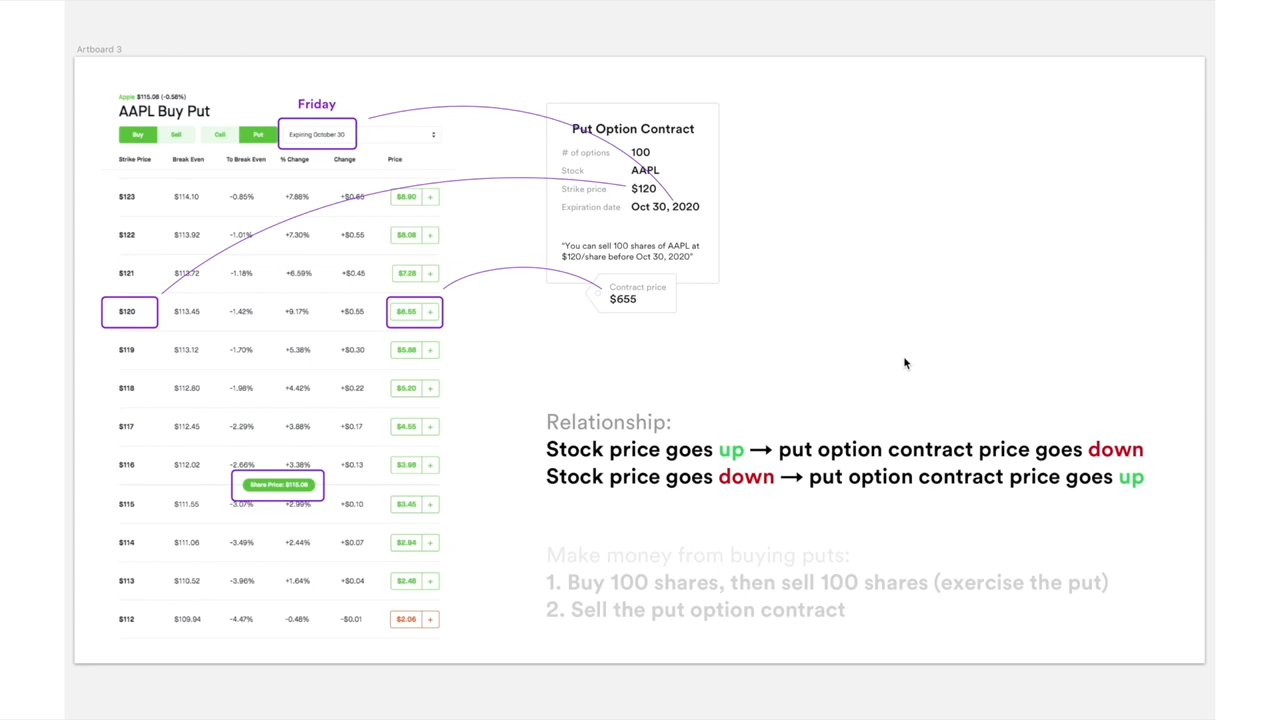 Artboard 3
Apple $115.08 (-0.56%)
AAPL Buy Put
Friday
Buy Sell Call Put Expiring October 30
Strike Price Break Even To Break Even % Change Change Price
$123 $114.10 -0.85% +7.88% +$0.65 $8.90 +
$122 $113.92 -1.01% +7.30% +$0.55 $8.08 +
$121 $113.72 -1.18% +6.59% +$0.45 $7.28 +
$120 $113.45 -1.42% +9.17% +$0.55 $6.55 +
$119 $113.12 -1.70% +5.38% +$0.30 $5.88 +
$118 $112.80 -1.98% +4.42% +$0.22 $5.20 +
$117 $112.45 -2.29% +3.88% +$0.17 $4.55 +
$116 $112.02 -2.66% +3.38% +$0.13 $3.98 +
Share Price: $115.08
$115 $111.55 -3.07% +2.99% +$0.10 $3.45 +
$114 $111.06 -3.49% +2.44% +$0.07 $2.94 +
$113 $110.52 -3.96% +1.64% +$0.04 $2.48 +
$112 $109.94 -4.47% -0.48% -$0.01 $2.06 +
Put Option Contract
# of options 100
Stock AAPL
Strike price $120
Expiration date Oct 30, 2020
"You can sell 100 shares of AAPL at
$120/share before Oct 30, 2020"
Contract price
$655
Relationship:
Stock price goes up → put option contract price goes down
Stock price goes down → put option contract price goes up
Make money from buying puts:
1. Buy 100 shares, then sell 100 shares (exercise the put)
2. Sell the put option contract